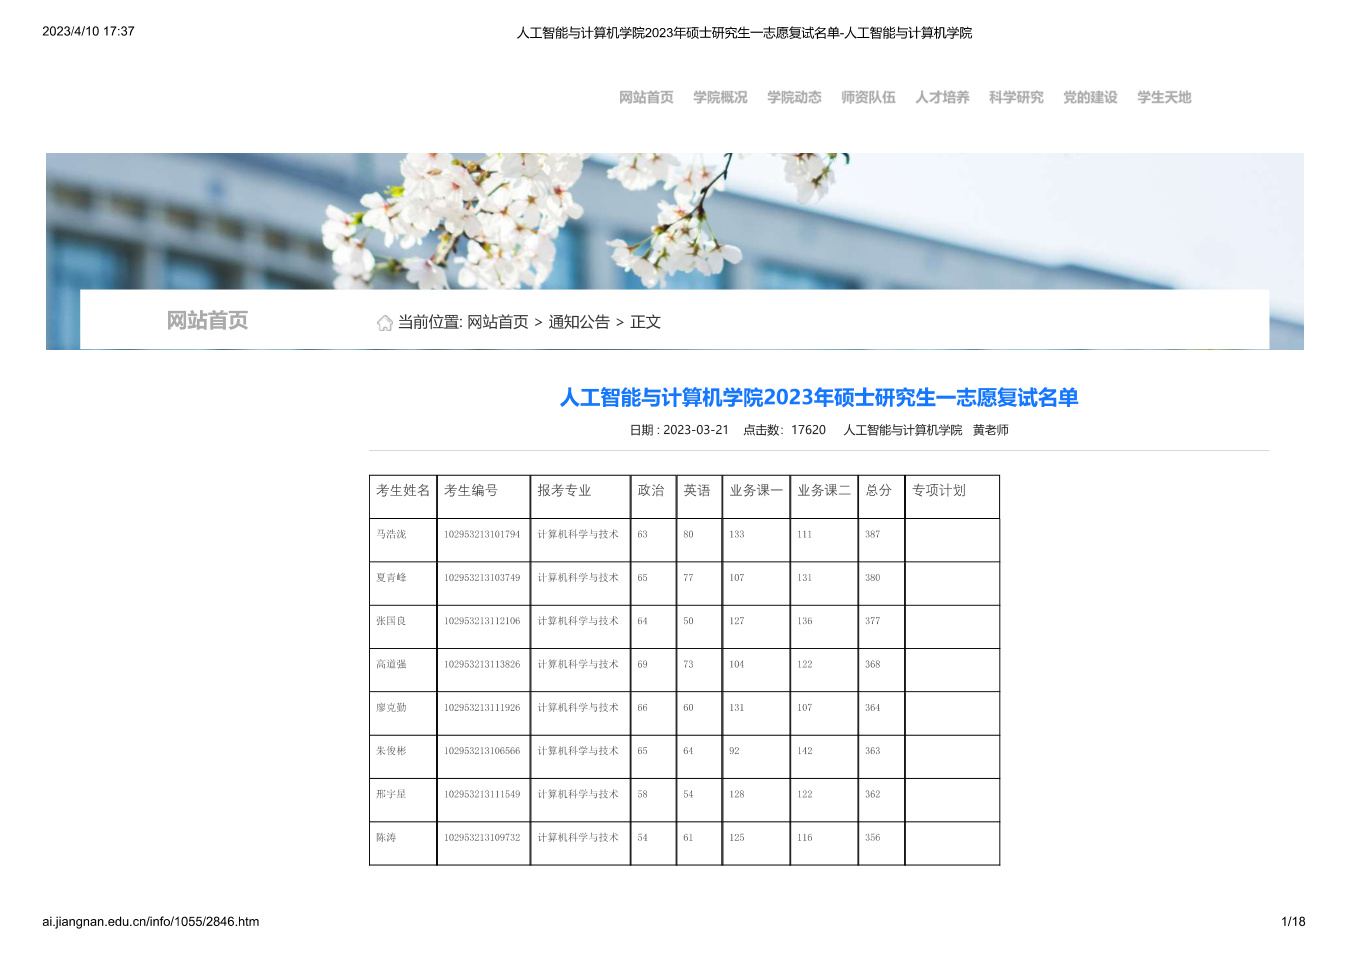 2023/4/10 17:37 人工智能与计算机学院2023年硕士研究生一志愿复试名单-人工智能与计算机学院
网站首页 学院概况 学院动态 师资队伍 人才培养 科学研究 党的建设 学生天地
网站首页 当前位置: 网站首页 > 通知公告 > 正文
人工智能与计算机学院2023年硕士研究生一志愿复试名单
日期 : 2023-03-21 点击数：17620 人工智能与计算机学院 黄老师
考生姓名 考生编号 报考专业 政治 英语 业务课一 业务课二 总分 专项计划
马浩泷 102953213101794 计算机科学与技术 63 80 133 111 387
夏青峰 102953213103749 计算机科学与技术 65 77 107 131 380
张国良 102953213112106 计算机科学与技术 64 50 127 136 377
高道强 102953213113826 计算机科学与技术 69 73 104 122 368
廖克勤 102953213111926 计算机科学与技术 66 60 131 107 364
朱俊彬 102953213106566 计算机科学与技术 65 64 92 142 363
邢宇星 102953213111549 计算机科学与技术 58 54 128 122 362
陈涛 102953213109732 计算机科学与技术 54 61 125 116 356
ai.jiangnan.edu.cn/info/1055/2846.htm 1/18